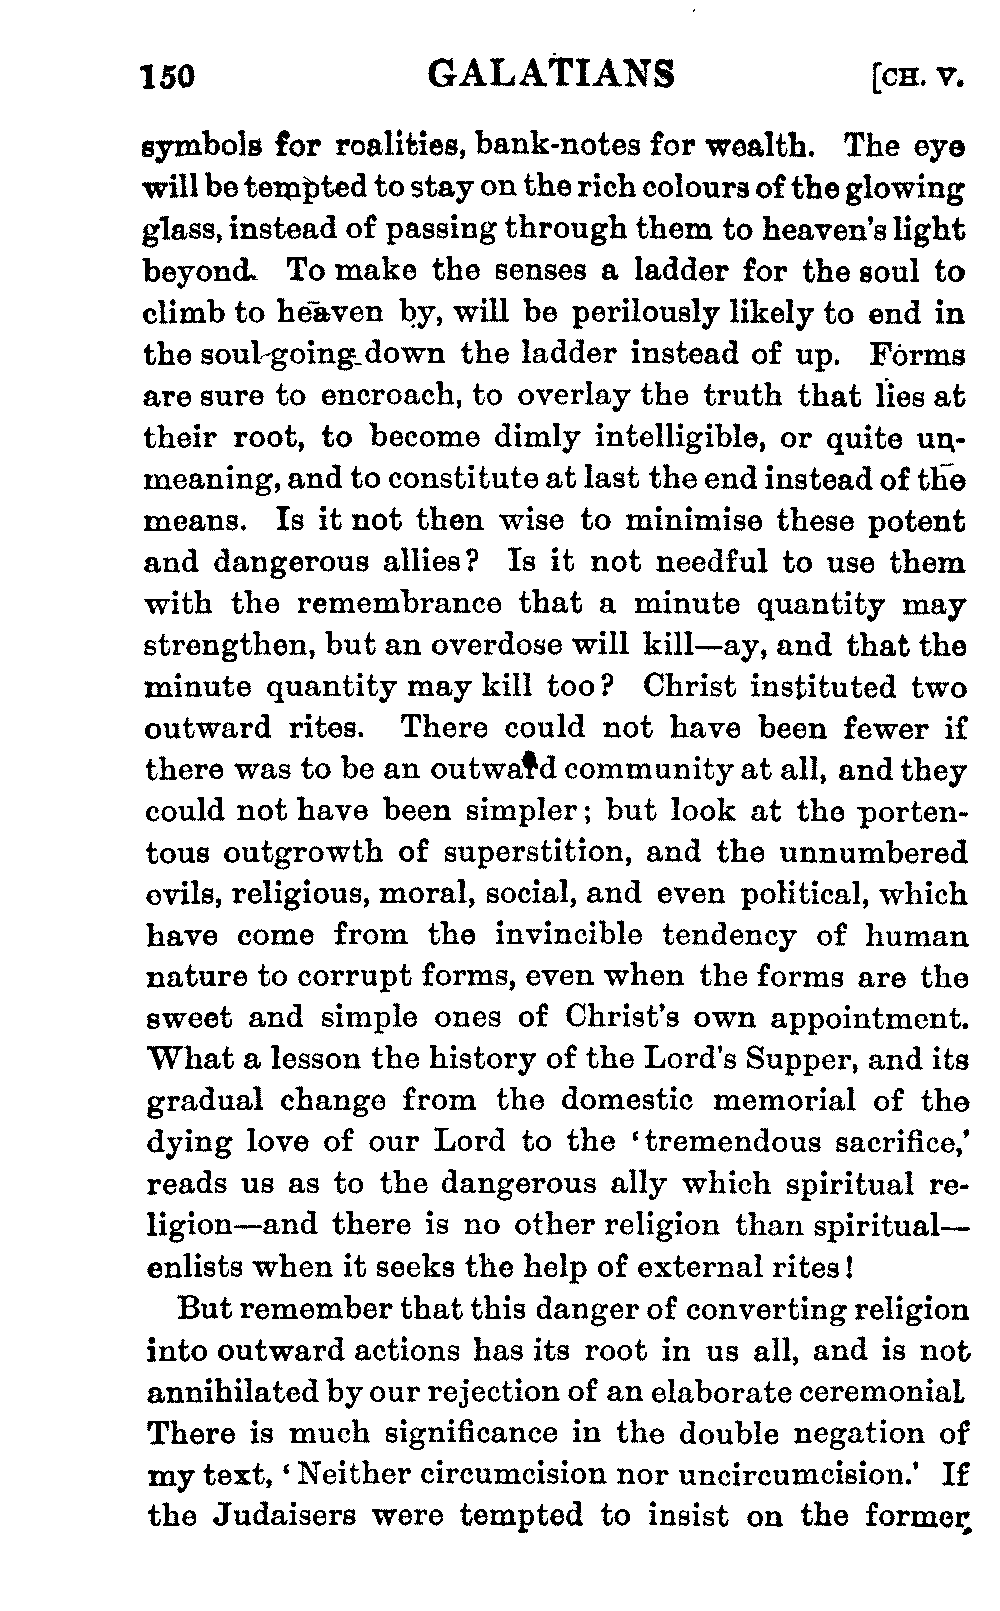 150 GALATIANS [CH. V.
symbols for realities, bank-notes for wealth. The eye
will be tempted to stay on the rich colours of the glowing
glass, instead of passing through them to heaven's light
beyond. To make the senses a ladder for the soul to
climb to heaven by, will be perilously likely to end in
the soul going down the ladder instead of up. Forms
are sure to encroach, to overlay the truth that lies at
their root, to become dimly intelligible, or quite un-
meaning, and to constitute at last the end instead of the
means. Is it not then wise to minimise these potent
and dangerous allies? Is it not needful to use them
with the remembrance that a minute quantity may
strengthen, but an overdose will kill—ay, and that the
minute quantity may kill too? Christ instituted two
outward rites. There could not have been fewer if
there was to be an outward community at all, and they
could not have been simpler; but look at the porten-
tous outgrowth of superstition, and the unnumbered
evils, religious, moral, social, and even political, which
have come from the invincible tendency of human
nature to corrupt forms, even when the forms are the
sweet and simple ones of Christ's own appointment.
What a lesson the history of the Lord's Supper, and its
gradual change from the domestic memorial of the
dying love of our Lord to the 'tremendous sacrifice,'
reads us as to the dangerous ally which spiritual re-
ligion—and there is no other religion than spiritual—
enlists when it seeks the help of external rites!
But remember that this danger of converting religion
into outward actions has its root in us all, and is not
annihilated by our rejection of an elaborate ceremonial.
There is much significance in the double negation of
my text, 'Neither circumcision nor uncircumcision.' If
the Judaisers were tempted to insist on the former,